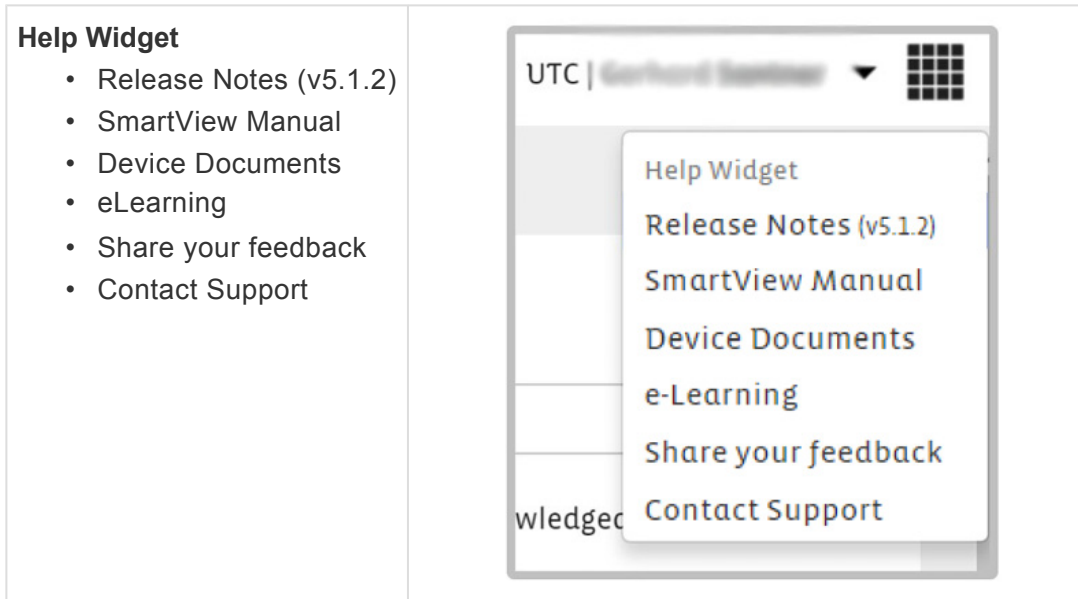 Help Widget
• Release Notes (v5.1.2)
• SmartView Manual
• Device Documents
• eLearning
• Share your feedback
• Contact Support
UTC |
Help Widget
Release Notes (v5.1.2)
SmartView Manual
Device Documents
e-Learning
Share your feedback
wledged
Contact Support